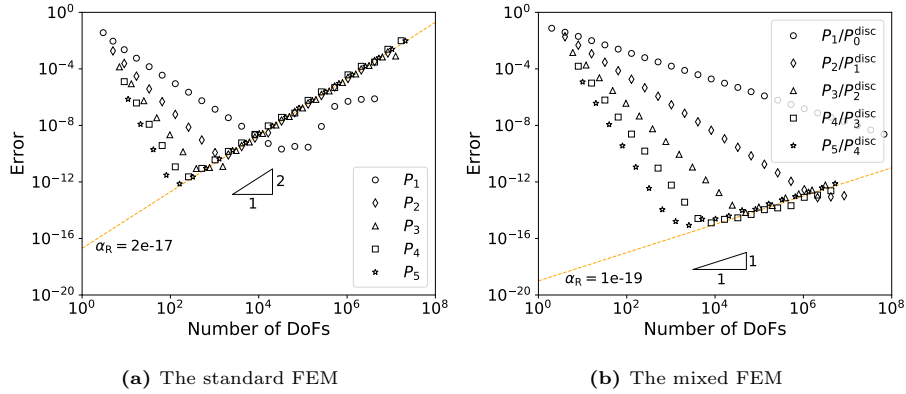 10^0
10^-4
10^-8
10^-12
10^-16
10^-20
Error
α_R = 2e-17
2
1
P_1
P_2
P_3
P_4
P_5
10^0 10^2 10^4 10^6 10^8
Number of DoFs
(a) The standard FEM
10^0
10^-4
10^-8
10^-12
10^-16
10^-20
Error
P_1/P_0^disc
P_2/P_1^disc
P_3/P_2^disc
P_4/P_3^disc
P_5/P_4^disc
α_R = 1e-19
1
1
10^0 10^2 10^4 10^6 10^8
Number of DoFs
(b) The mixed FEM